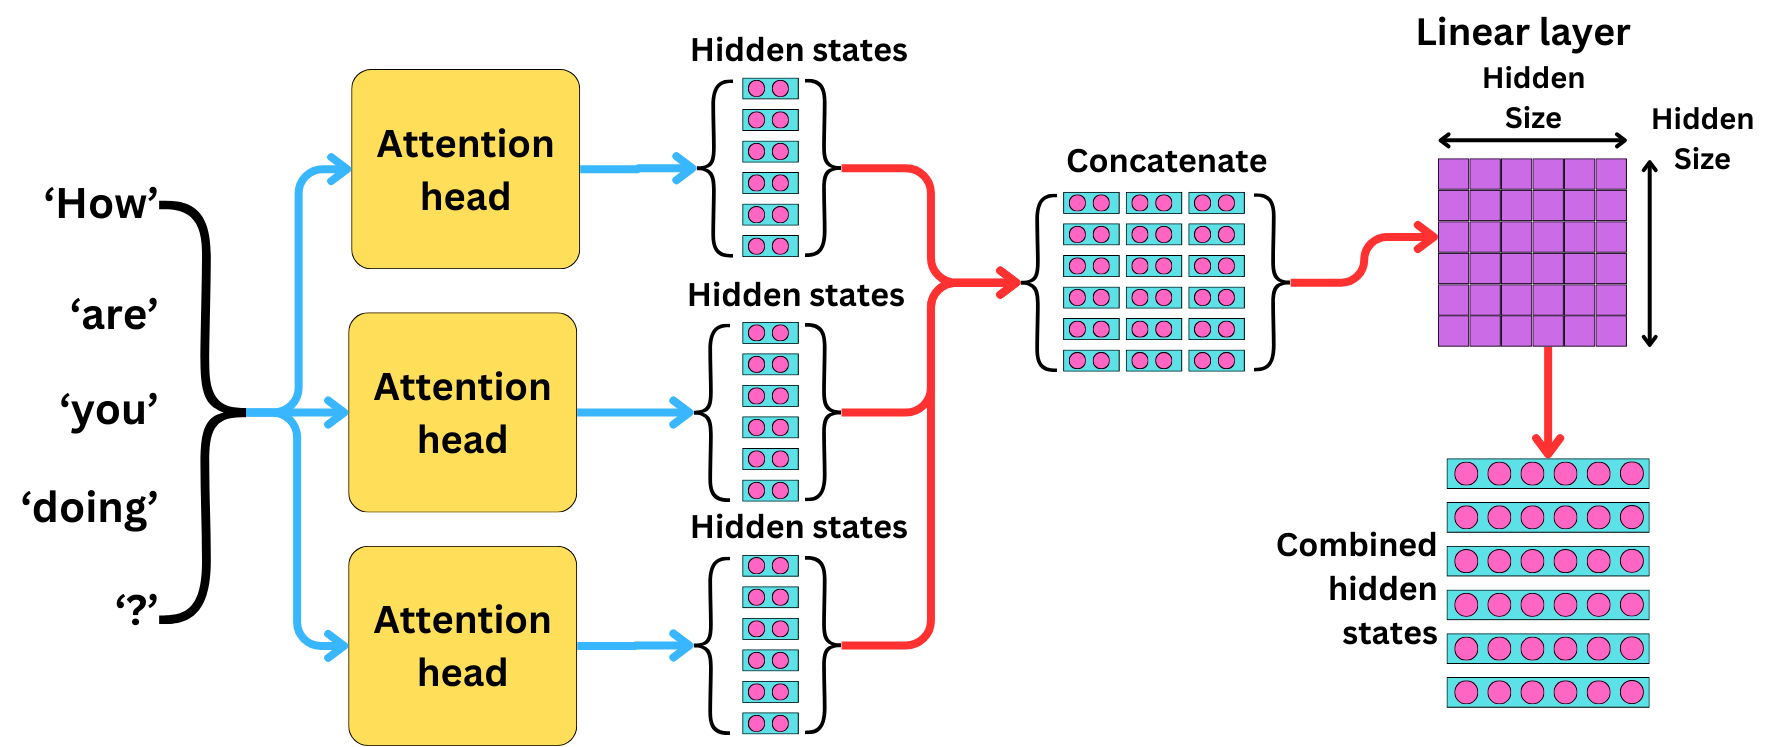 ‘How’
‘are’
‘you’
‘doing’
‘?’
Attention
head
Attention
head
Attention
head
Hidden states
Hidden states
Hidden states
Concatenate
Linear layer
Hidden
Size
Hidden
Size
Combined
hidden
states